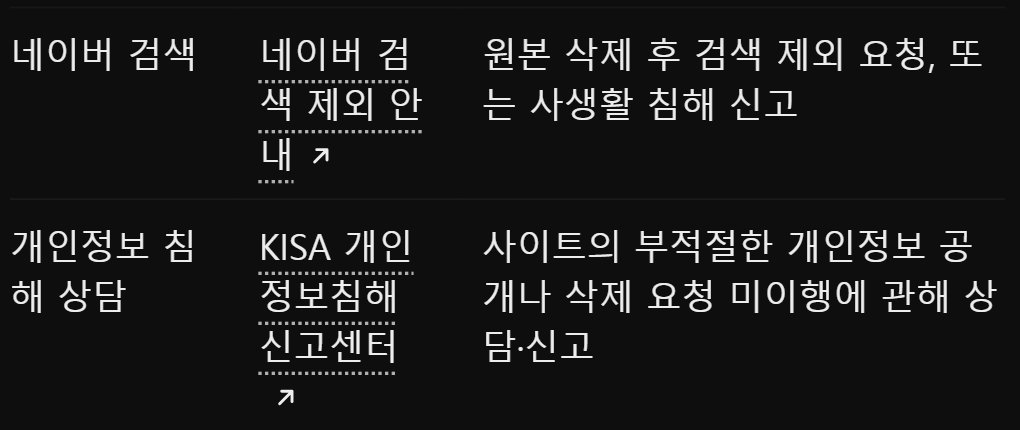 네이버 검색
네이버 검
색 제외 안
내 ↗
원본 삭제 후 검색 제외 요청, 또
는 사생활 침해 신고
개인정보 침
해 상담
KISA 개인
정보침해
신고센터
↗
사이트의 부적절한 개인정보 공
개나 삭제 요청 미이행에 관해 상
담·신고